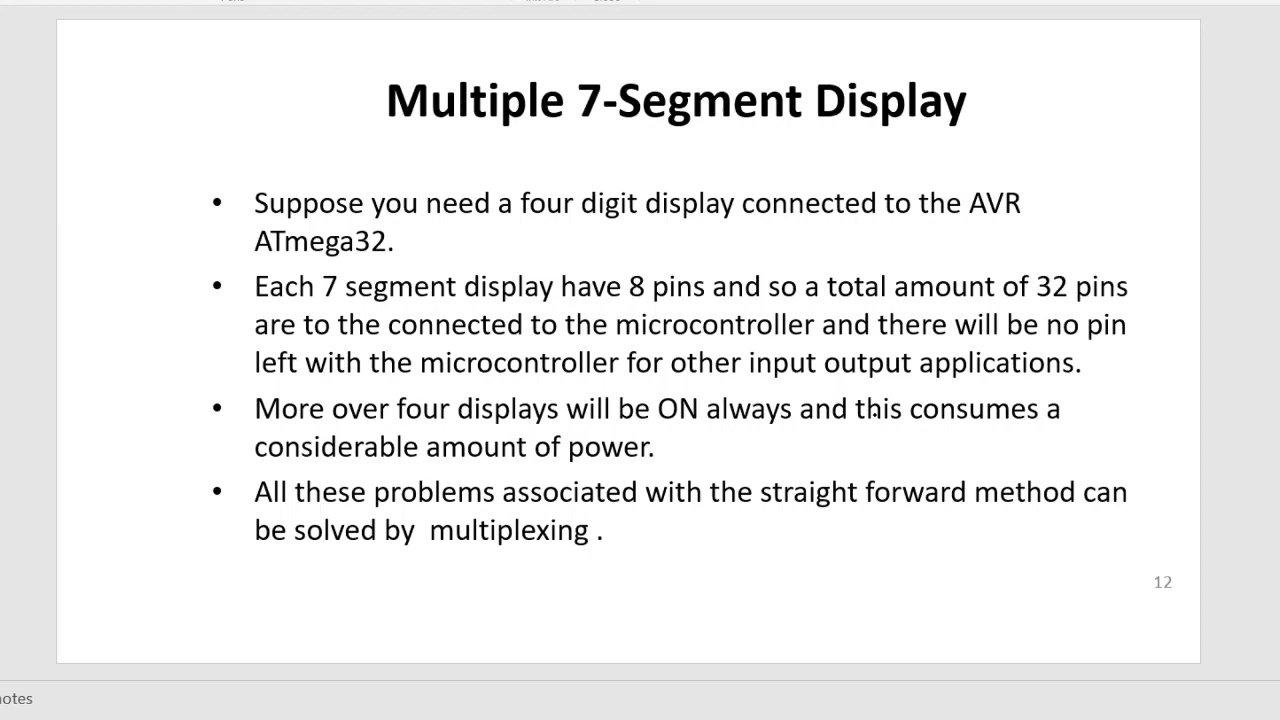 Multiple 7-Segment Display
• Suppose you need a four digit display connected to the AVR
ATmega32.
• Each 7 segment display have 8 pins and so a total amount of 32 pins
are to the connected to the microcontroller and there will be no pin
left with the microcontroller for other input output applications.
• More over four displays will be ON always and this consumes a
considerable amount of power.
• All these problems associated with the straight forward method can
be solved by  multiplexing .
12
notes